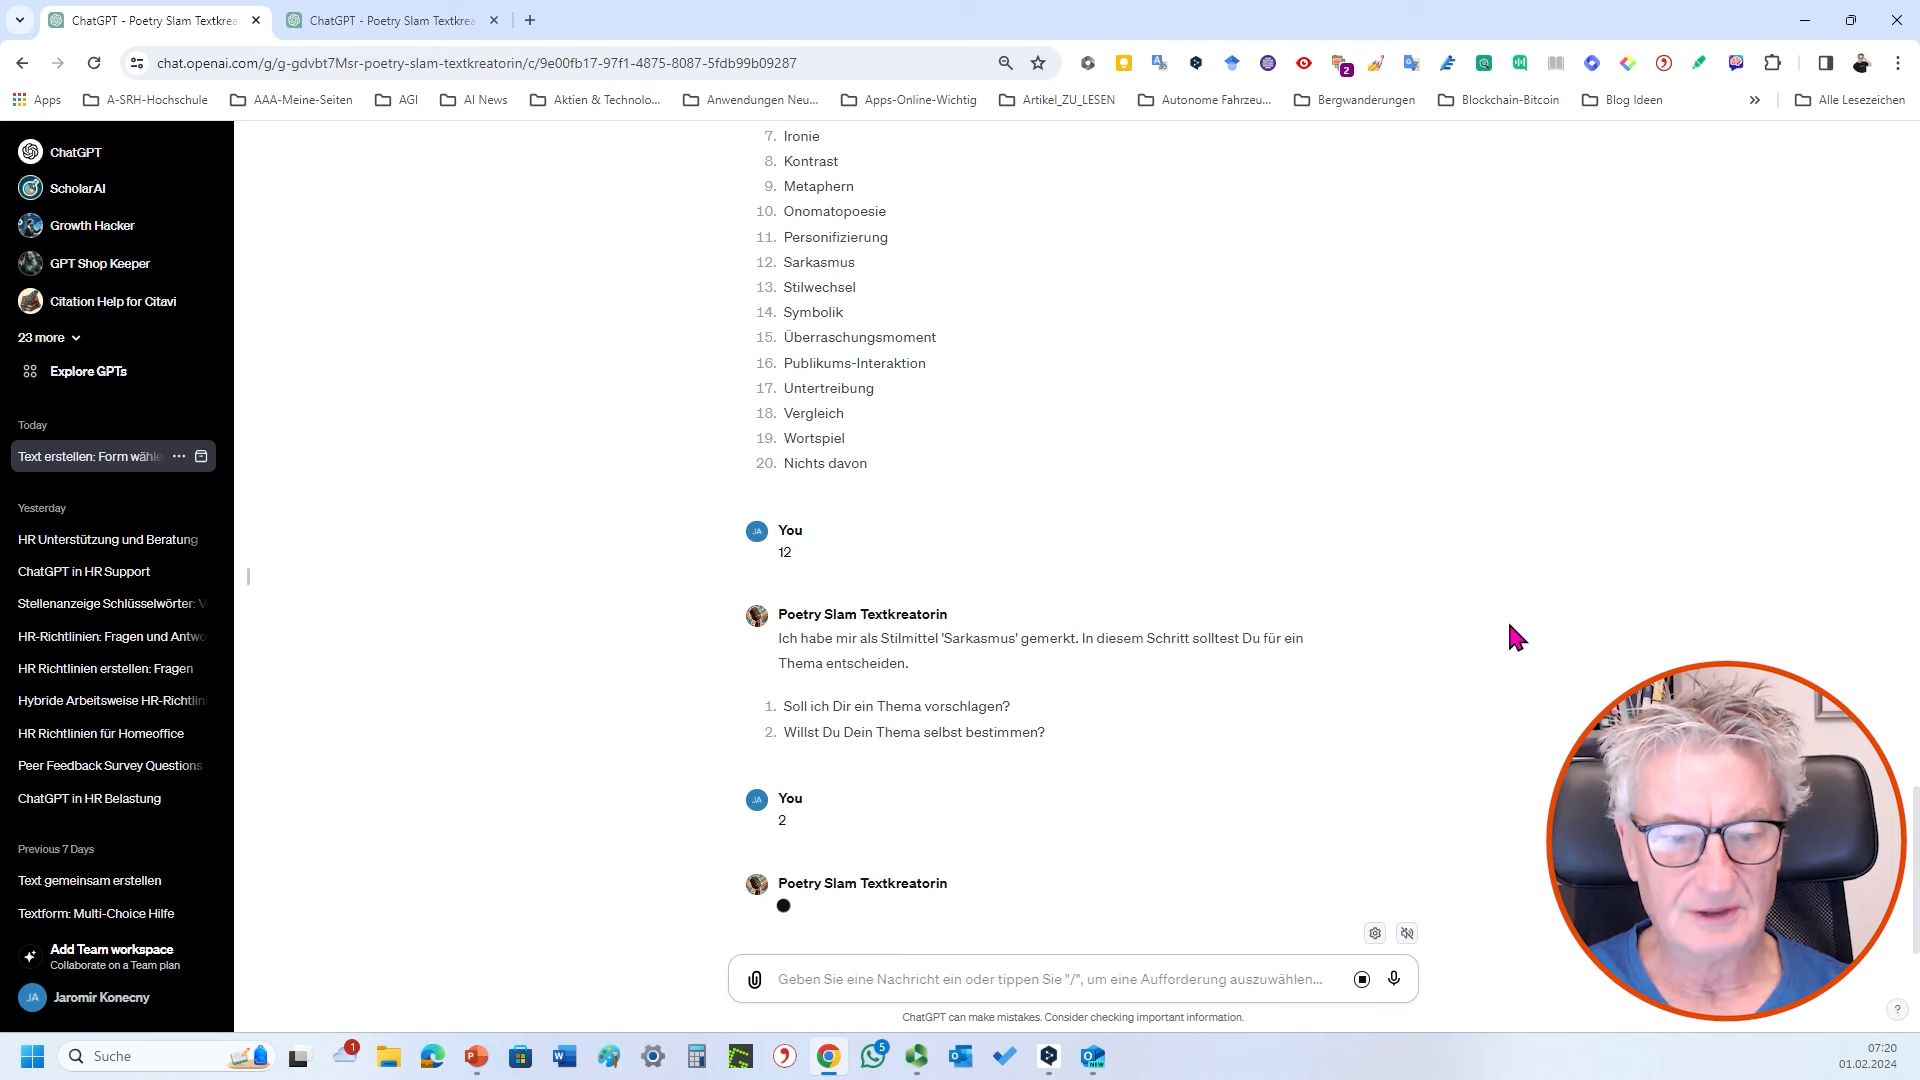 ChatGPT - Poetry Slam Textkrea
ChatGPT - Poetry Slam Textkrea
chat.openai.com/g/g-gdvbt7Msr-poetry-slam-textkreatorin/c/9e00fb17-97f1-4875-8087-5fdb99b09287
2
Apps
A-SRH-Hochschule
AAA-Meine-Seiten
AGI
AI News
Aktien & Technolo...
Anwendungen Neu...
Apps-Online-Wichtig
Artikel_ZU_LESEN
Autonome Fahrzeu...
Bergwanderungen
Blockchain-Bitcoin
Blog Ideen
Alle Lesezeichen
ChatGPT
ScholarAI
Growth Hacker
GPT Shop Keeper
Citation Help for Citavi
23 more
Explore GPTs
Today
Text erstellen: Form wähle
Yesterday
HR Unterstützung und Beratung
ChatGPT in HR Support
Stellenanzeige Schlüsselwörter: V
HR-Richtlinien: Fragen und Antwo
HR Richtlinien erstellen: Fragen
Hybride Arbeitsweise HR-Richtlin
HR Richtlinien für Homeoffice
Peer Feedback Survey Questions
ChatGPT in HR Belastung
Previous 7 Days
Text gemeinsam erstellen
Textform: Multi-Choice Hilfe
Add Team workspace
Collaborate on a Team plan
JA Jaromir Konecny
7. Ironie
8. Kontrast
9. Metaphern
10. Onomatopoesie
11. Personifizierung
12. Sarkasmus
13. Stilwechsel
14. Symbolik
15. Überraschungsmoment
16. Publikums-Interaktion
17. Untertreibung
18. Vergleich
19. Wortspiel
20. Nichts davon
JA You
12
Poetry Slam Textkreatorin
Ich habe mir als Stilmittel 'Sarkasmus' gemerkt. In diesem Schritt solltest Du für ein
Thema entscheiden.
1. Soll ich Dir ein Thema vorschlagen?
2. Willst Du Dein Thema selbst bestimmen?
JA You
2
Poetry Slam Textkreatorin
Geben Sie eine Nachricht ein oder tippen Sie "/", um eine Aufforderung auszuwählen...
ChatGPT can make mistakes. Consider checking important information.
?
Suche
1
5
NEW
07:20
01.02.2024